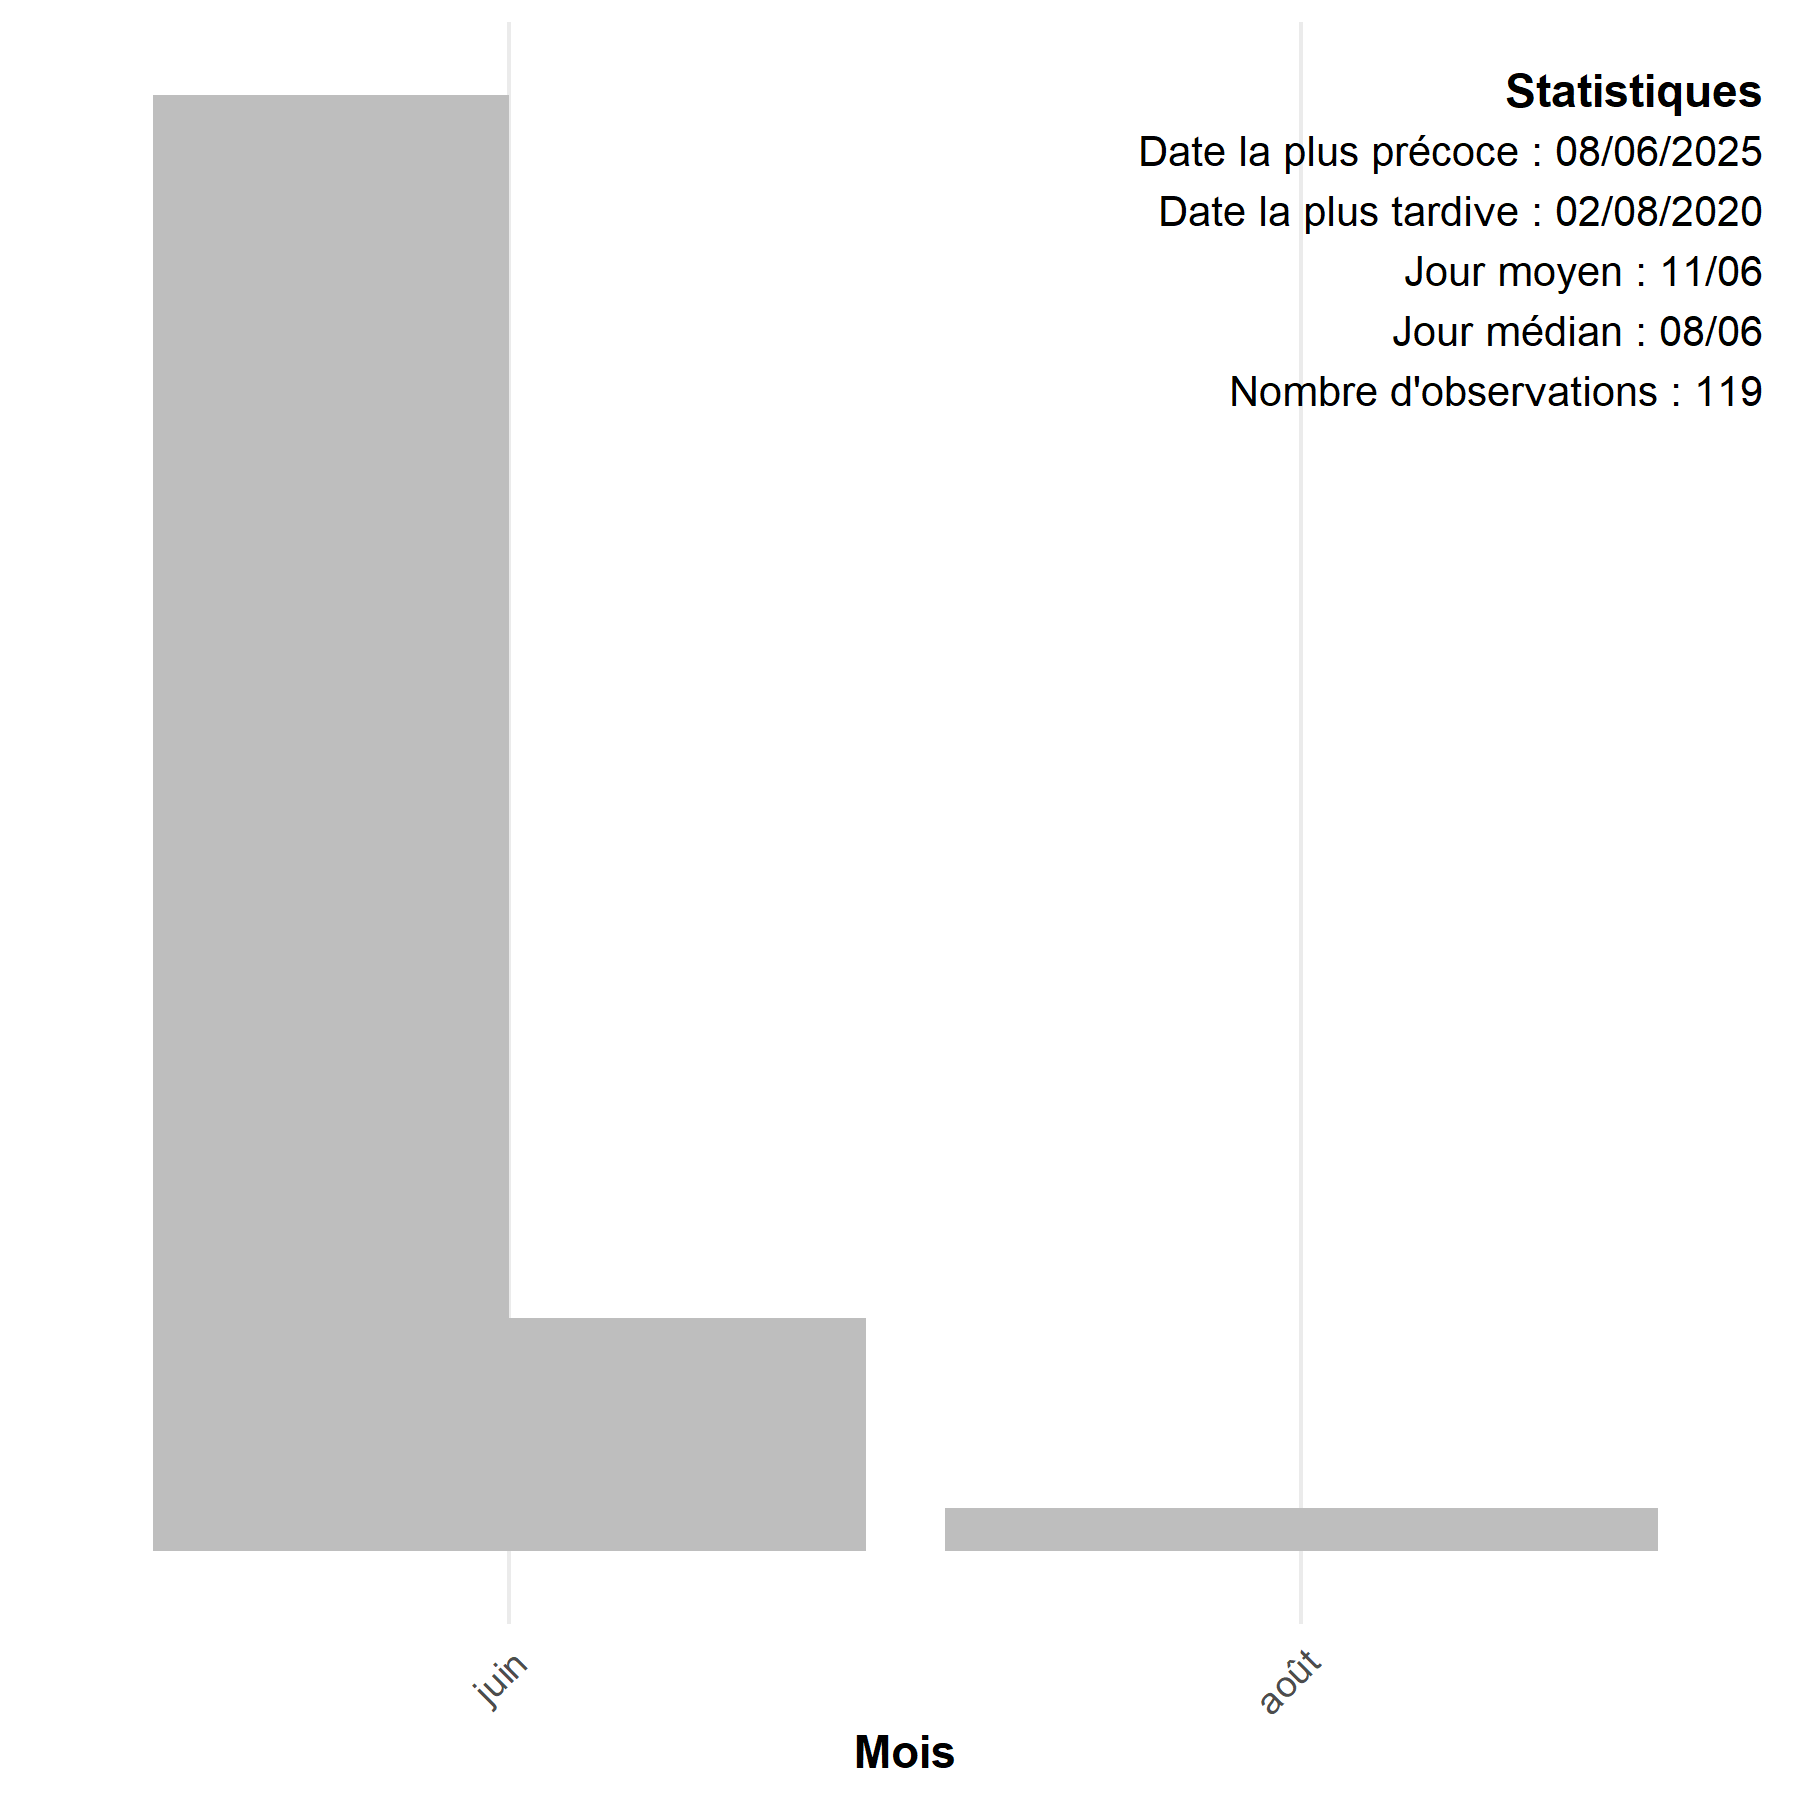 Statistiques
Date la plus précoce : 08/06/2025
Date la plus tardive : 02/08/2020
Jour moyen : 11/06
Jour médian : 08/06
Nombre d'observations : 119
juin
août
Mois